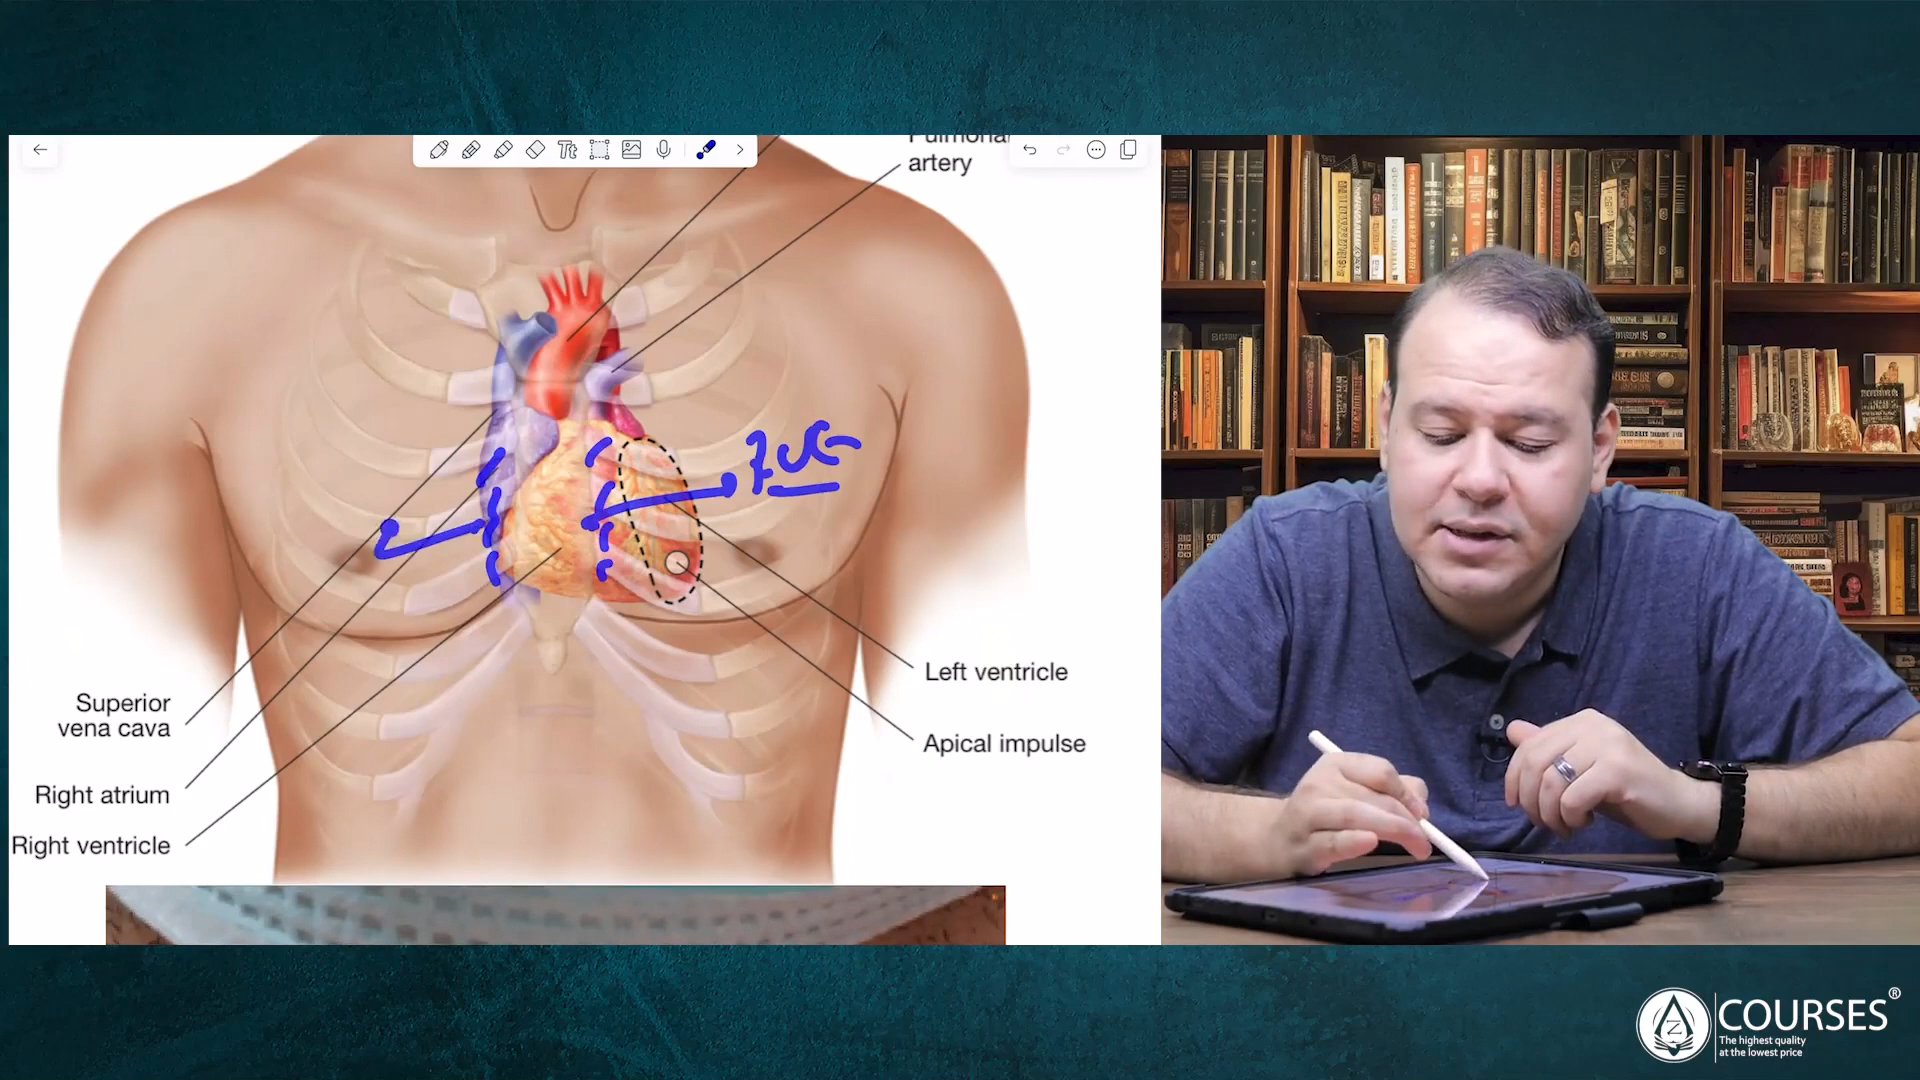 artery
Left ventricle
Apical impulse
Superior
vena cava
Right atrium
Right ventricle
Tt
COURSES®
The highest quality
at the lowest price